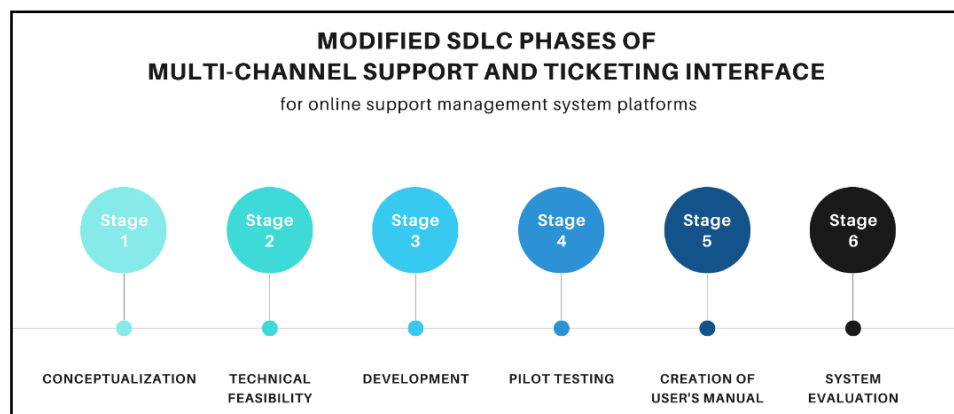 MODIFIED SDLC PHASES OF
MULTI-CHANNEL SUPPORT AND TICKETING INTERFACE
for online support management system platforms
Stage
1
Stage
2
Stage
3
Stage
4
Stage
5
Stage
6
CONCEPTUALIZATION
TECHNICAL
FEASIBILITY
DEVELOPMENT
PILOT TESTING
CREATION OF
USER'S MANUAL
SYSTEM
EVALUATION